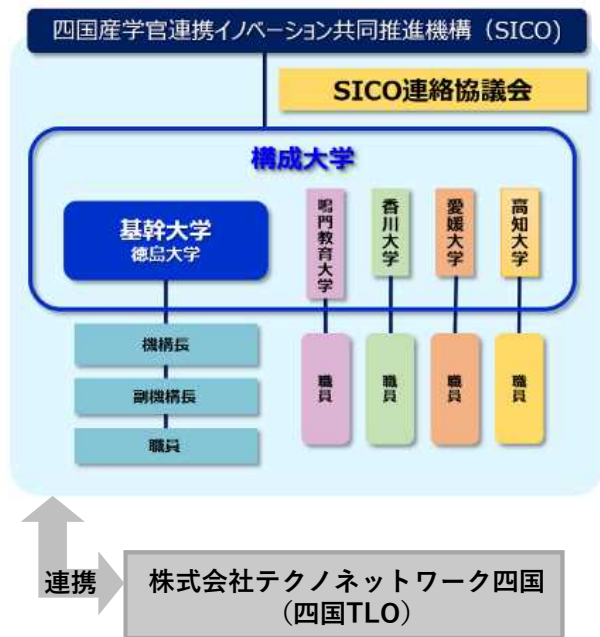 四国産学官連携イノベーション共同推進機構（SICO）
SICO連絡協議会
構成大学
基幹大学
徳島大学
鳴門教育大学
香川大学
愛媛大学
高知大学
機構長
副機構長
職員
職員
職員
職員
職員
連携
株式会社テクノネットワーク四国
（四国TLO）